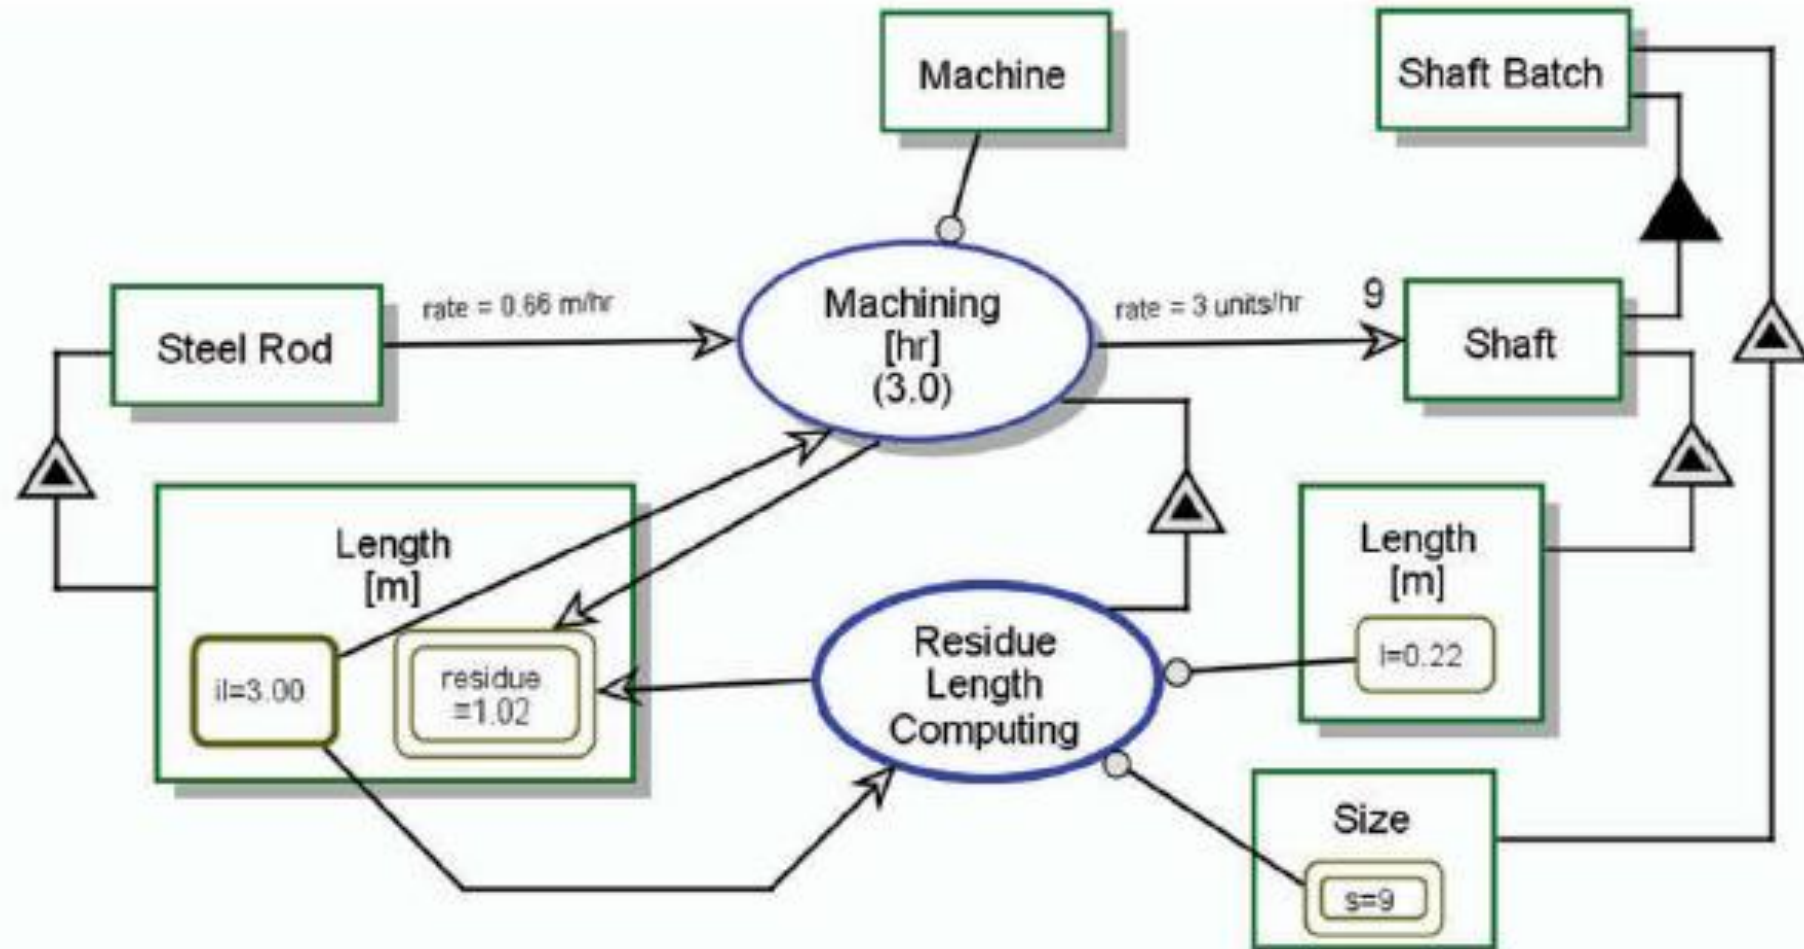 Machine
Shaft Batch
rate = 0.66 m/hr
Machining
[hr]
(3.0)
rate = 3 units/hr
9
Steel Rod
Shaft
Length
[m]
il=3.00
residue
=1.02
Residue
Length
Computing
Length
[m]
l=0.22
Size
s=9